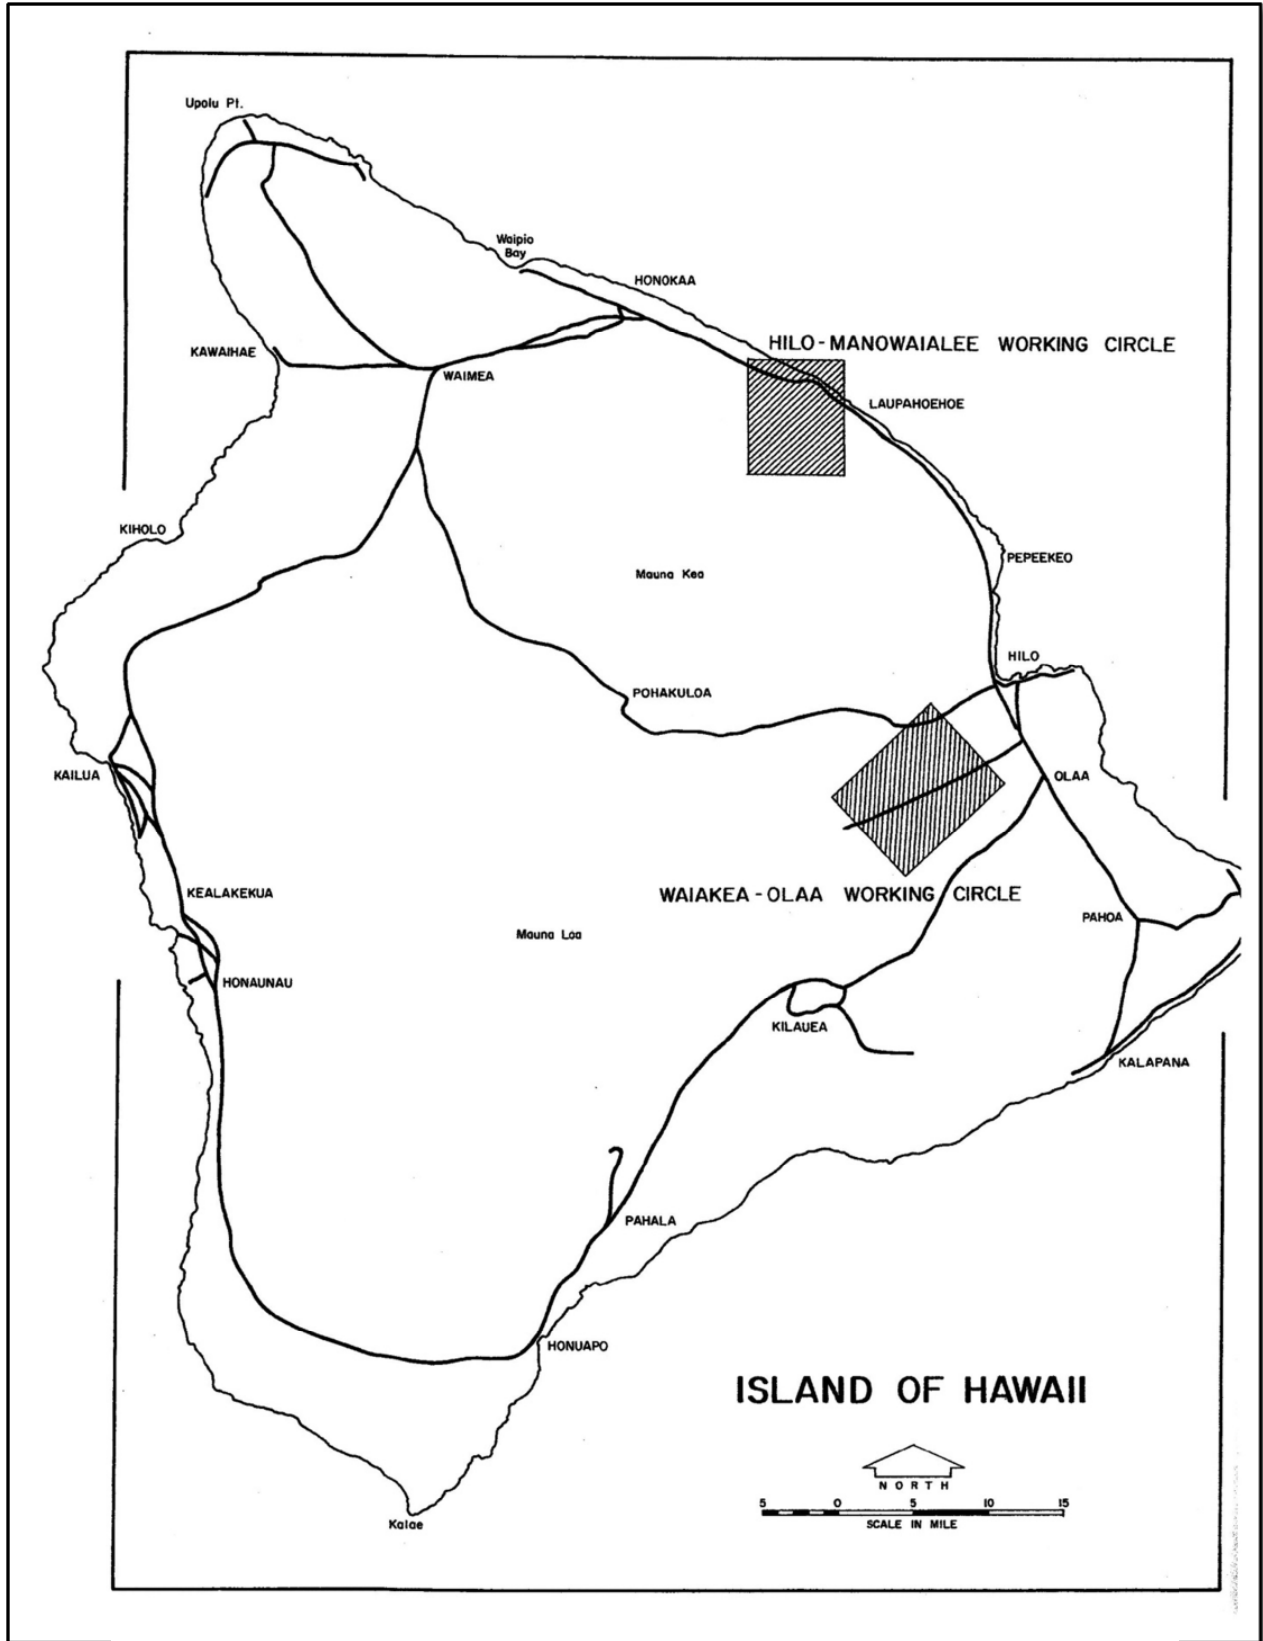 Upolu Pt.
Waipio
Bay
HONOKAA
HILO-MANOWAIALEE WORKING CIRCLE
KAWAIHAE
WAIMEA
LAUPAHOEHOE
KIHOLO
PEPEEKEO
Mauna Kea
HILO
POHAKULOA
KAILUA
OLAA
KEALAKEKUA
WAIAKEA-OLAA WORKING CIRCLE
PAHOA
Mauna Loa
HONAUNAU
KILAUEA
KALAPANA
PAHALA
HONUAPO
ISLAND OF HAWAII
NORTH
5 0 5 10 15
SCALE IN MILE
Kalae